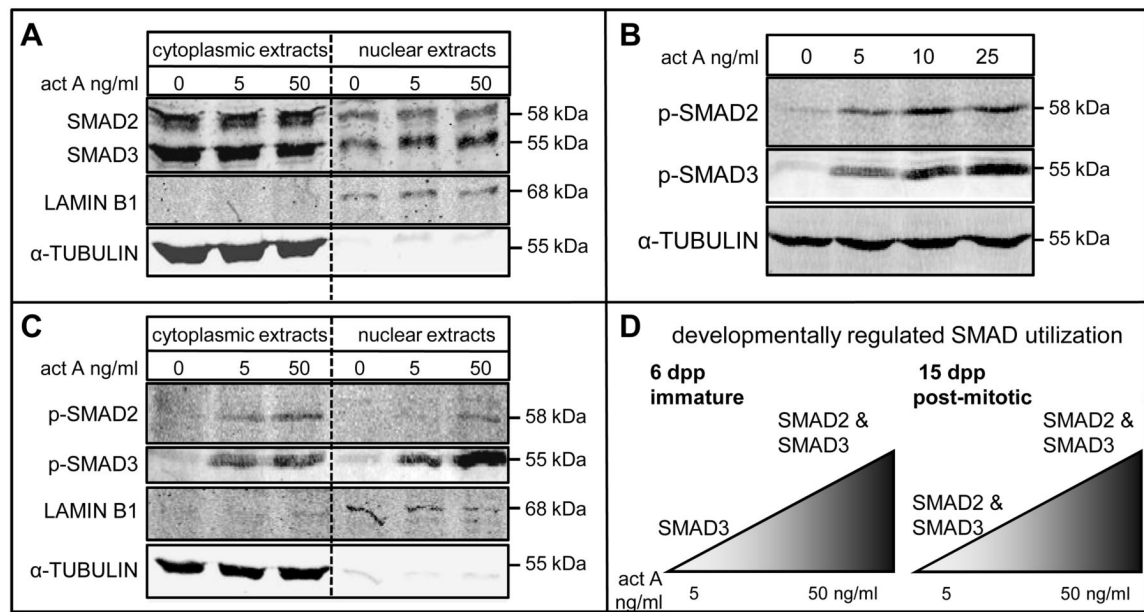 A
cytoplasmic extracts nuclear extracts
act A ng/ml 0 5 50 0 5 50
SMAD2 58 kDa
SMAD3 55 kDa
LAMIN B1 68 kDa
α-TUBULIN 55 kDa
B
act A ng/ml 0 5 10 25
p-SMAD2 58 kDa
p-SMAD3 55 kDa
α-TUBULIN 55 kDa
C
cytoplasmic extracts nuclear extracts
act A ng/ml 0 5 50 0 5 50
p-SMAD2 58 kDa
p-SMAD3 55 kDa
LAMIN B1 68 kDa
α-TUBULIN 55 kDa
D developmentally regulated SMAD utilization
6 dpp
immature
SMAD2 &
SMAD3
SMAD3
act A
ng/ml
5 50 ng/ml
15 dpp
post-mitotic
SMAD2 &
SMAD3
SMAD2 &
SMAD3
5 50 ng/ml